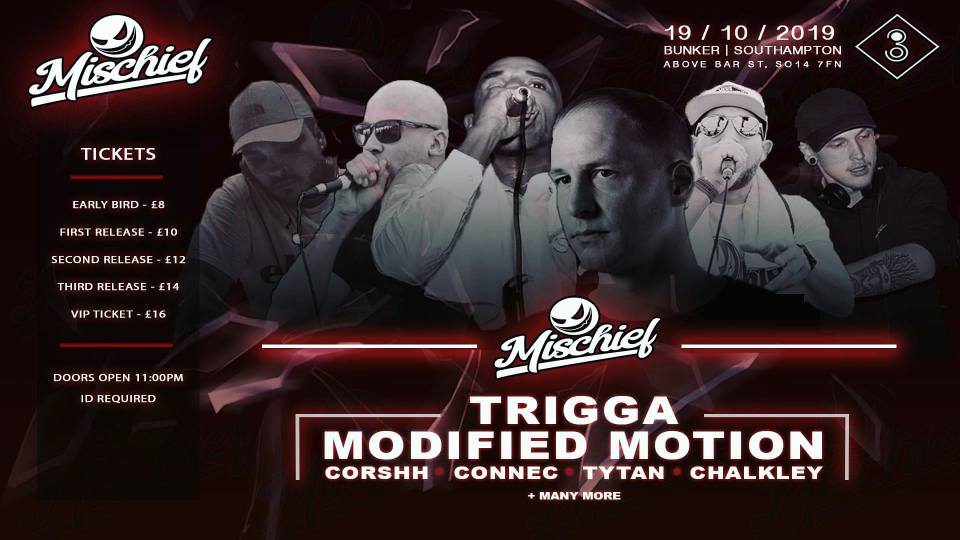 Mischief
19 / 10 / 2019
BUNKER | SOUTHAMPTON
ABOVE BAR ST, SO14 7FN
TICKETS
EARLY BIRD - £8
FIRST RELEASE - £10
SECOND RELEASE - £12
THIRD RELEASE - £14
VIP TICKET - £16
DOORS OPEN 11:00PM
ID REQUIRED
Mischief
TRIGGA
MODIFIED MOTION
CORSHH • CONNEC • TYTAN • CHALKLEY
+ MANY MORE